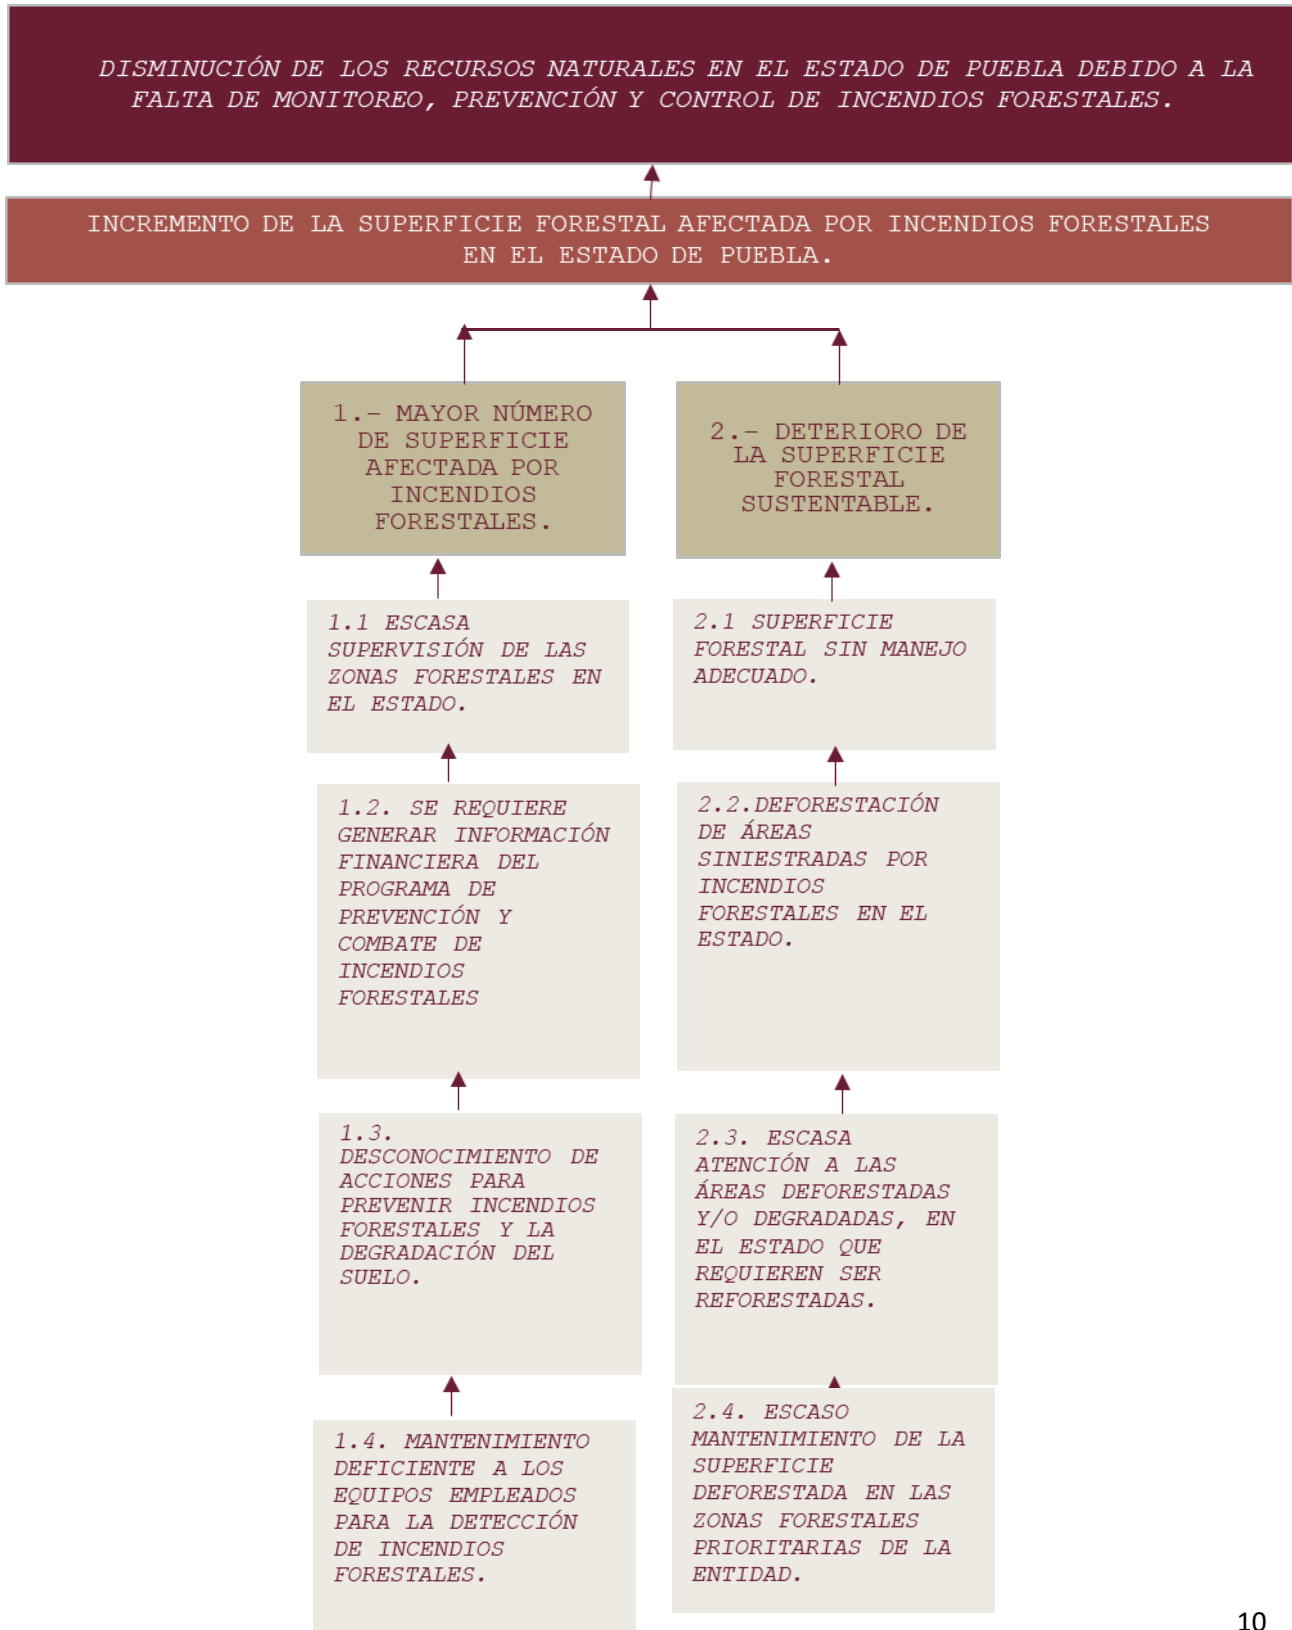 DISMINUCIÓN DE LOS RECURSOS NATURALES EN EL ESTADO DE PUEBLA DEBIDO A LA
FALTA DE MONITOREO, PREVENCIÓN Y CONTROL DE INCENDIOS FORESTALES.
INCREMENTO DE LA SUPERFICIE FORESTAL AFECTADA POR INCENDIOS FORESTALES
EN EL ESTADO DE PUEBLA.
1.– MAYOR NÚMERO
DE SUPERFICIE
AFECTADA POR
INCENDIOS
FORESTALES.
1.1 ESCASA
SUPERVISIÓN DE LAS
ZONAS FORESTALES EN
EL ESTADO.
1.2. SE REQUIERE
GENERAR INFORMACIÓN
FINANCIERA DEL
PROGRAMA DE
PREVENCIÓN Y
COMBATE DE
INCENDIOS
FORESTALES
1.3.
DESCONOCIMIENTO DE
ACCIONES PARA
PREVENIR INCENDIOS
FORESTALES Y LA
DEGRADACIÓN DEL
SUELO.
1.4. MANTENIMIENTO
DEFICIENTE A LOS
EQUIPOS EMPLEADOS
PARA LA DETECCIÓN
DE INCENDIOS
FORESTALES.
2.– DETERIORO DE
LA SUPERFICIE
FORESTAL
SUSTENTABLE.
2.1 SUPERFICIE
FORESTAL SIN MANEJO
ADECUADO.
2.2.DEFORESTACIÓN
DE ÁREAS
SINIESTRADAS POR
INCENDIOS
FORESTALES EN EL
ESTADO.
2.3. ESCASA
ATENCIÓN A LAS
ÁREAS DEFORESTADAS
Y/O DEGRADADAS, EN
EL ESTADO QUE
REQUIEREN SER
REFORESTADAS.
2.4. ESCASO
MANTENIMIENTO DE LA
SUPERFICIE
DEFORESTADA EN LAS
ZONAS FORESTALES
PRIORITARIAS DE LA
ENTIDAD.
10